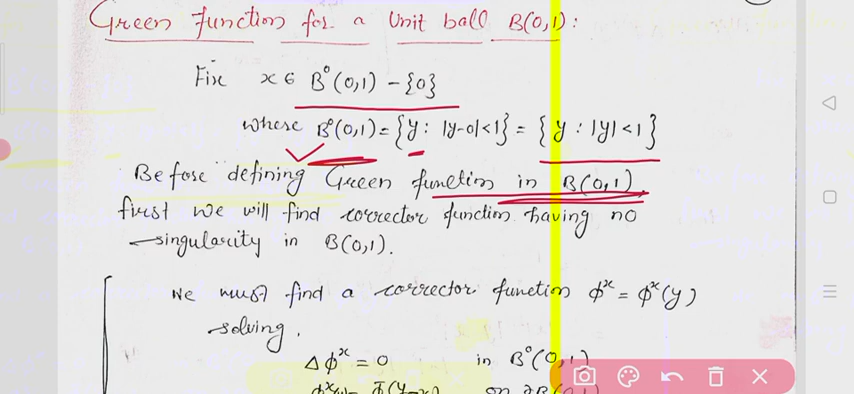 Green function for a Unit ball B(0,1):
Fix x ∈ B°(0,1) - {0}
where B°(0,1) = {y : |y-0|<1} = {y : |y|<1}
Before defining Green function in B(0,1)
first we will find corrector function having no
singularity in B(0,1).
We must find a corrector function ϕˣ = ϕˣ(y)
solving.
Δϕˣ = 0 in B°(0,1)